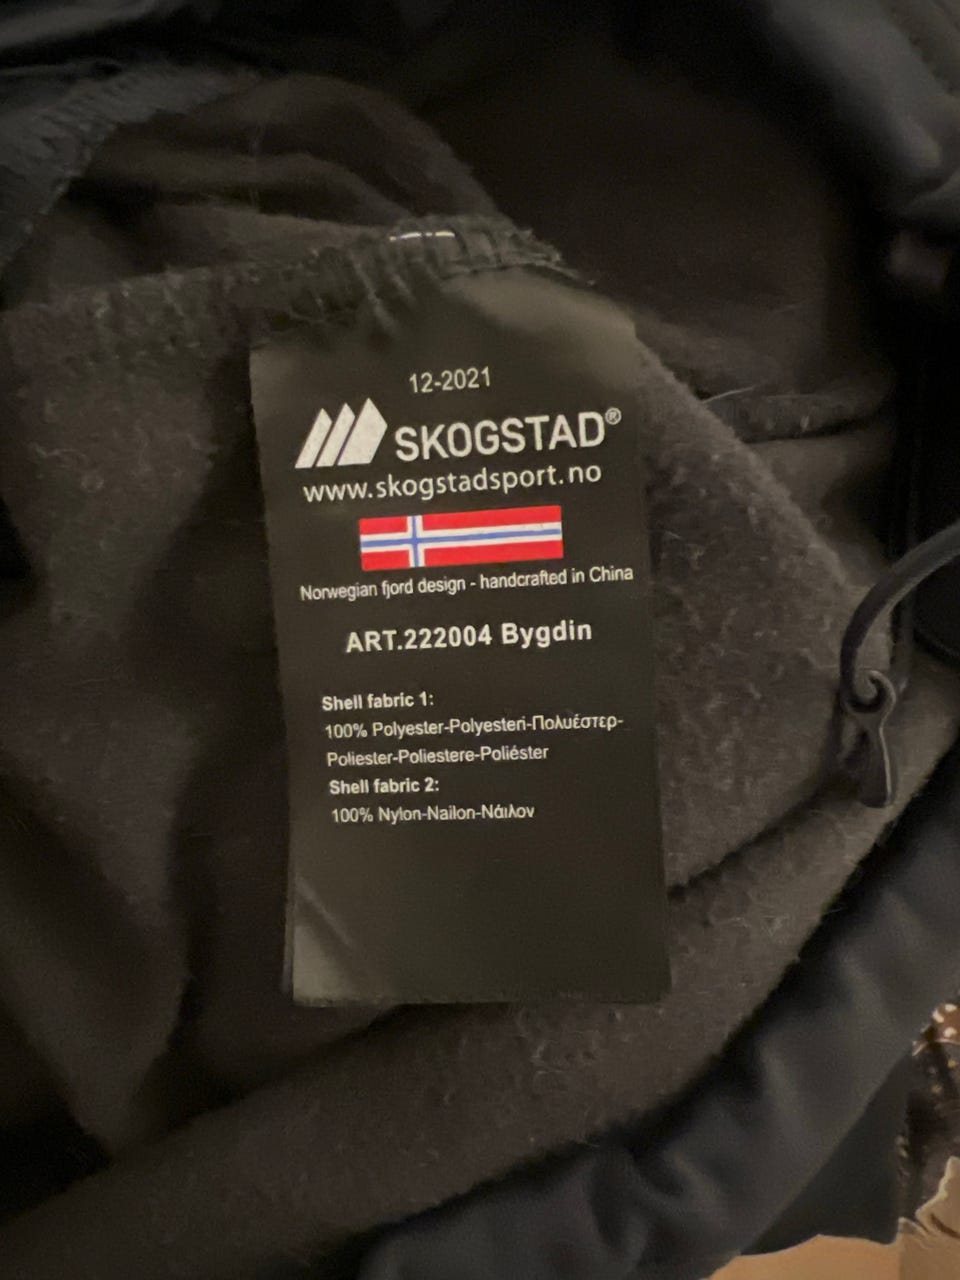 12-2021
SKOGSTAD®
www.skogstadsport.no
Norwegian fjord design - handcrafted in China
ART.222004 Bygdin
Shell fabric 1:
100% Polyester-Polyesteri-Πολυέστερ-
Poliester-Poliestere-Poliéster
Shell fabric 2:
100% Nylon-Nailon-Νάιλον